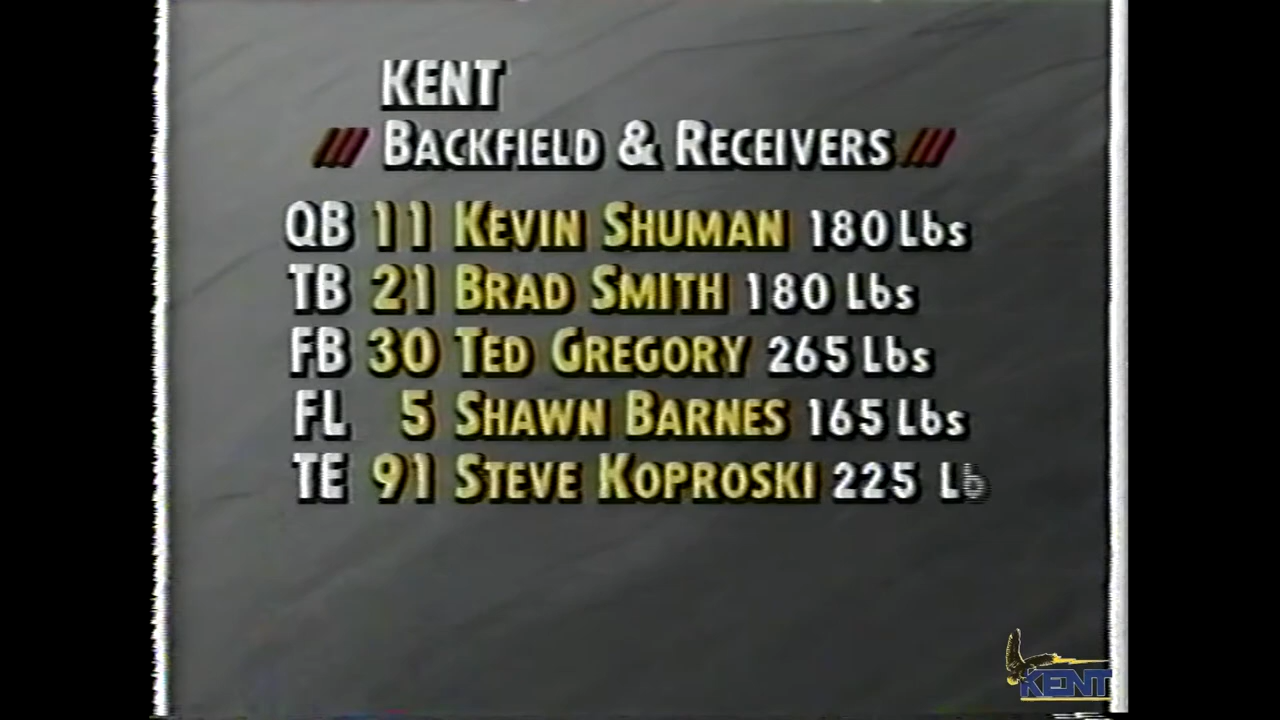 KENT
/// BACKFIELD & RECEIVERS ///
QB 11 KEVIN SHUMAN 180 Lbs
TB 21 BRAD SMITH 180 Lbs
FB 30 TED GREGORY 265 Lbs
FL 5 SHAWN BARNES 165 Lbs
TE 91 STEVE KOPROSKI 225 Lb
KENT